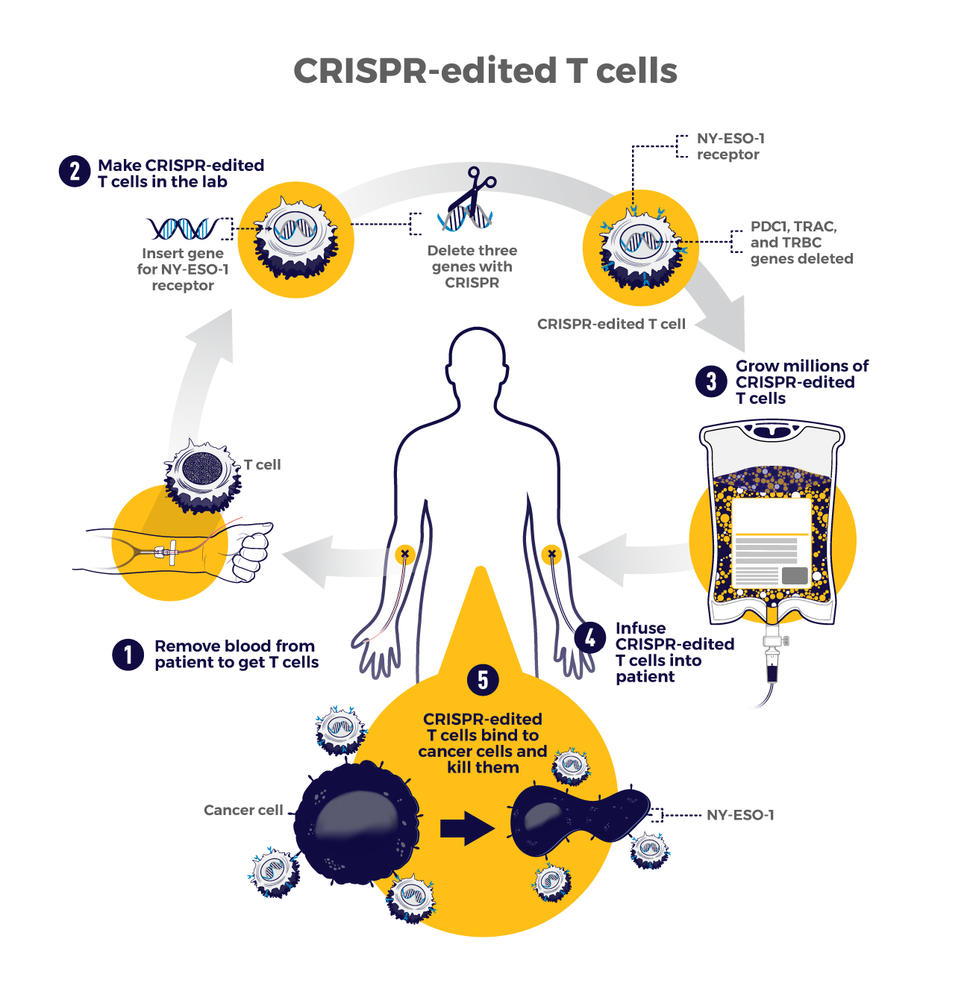 CRISPR-edited T cells
2
Make CRISPR-edited
T cells in the lab
Insert gene
for NY-ESO-1
receptor
Delete three
genes with
CRISPR
NY-ESO-1
receptor
PDC1, TRAC,
and TRBC
genes deleted
CRISPR-edited T cell
3
Grow millions of
CRISPR-edited
T cells
T cell
1
Remove blood from
patient to get T cells
4
Infuse
CRISPR-edited
T cells into
patient
5
CRISPR-edited
T cells bind to
cancer cells and
kill them
Cancer cell
NY-ESO-1